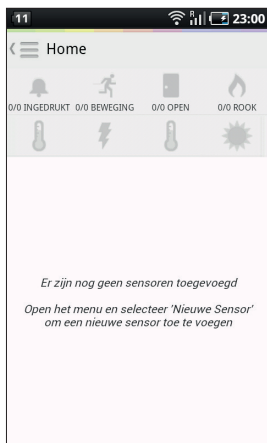 11 R 23:00
Home
0/0 INGEDRUKT 0/0 BEWEGING 0/0 OPEN 0/0 ROOK
Er zijn nog geen sensoren toegevoegd
Open het menu en selecteer 'Nieuwe Sensor'
om een nieuwe sensor toe te voegen